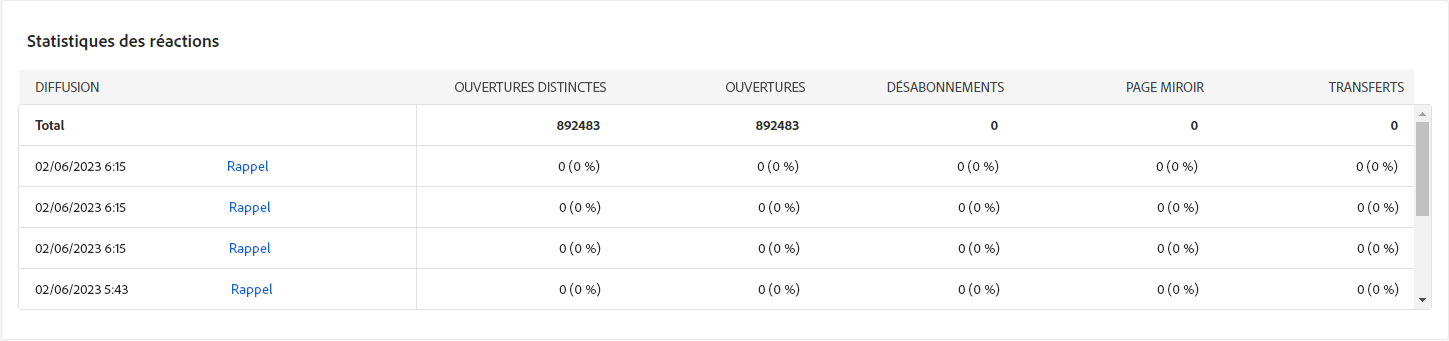 Statistiques des réactions
DIFFUSION OUVERTURES DISTINCTES OUVERTURES DÉSABONNEMENTS PAGE MIROIR TRANSFERTS
Total 892483 892483 0 0 0
02/06/2023 6:15 Rappel 0 (0 %) 0 (0 %) 0 (0 %) 0 (0 %) 0 (0 %)
02/06/2023 6:15 Rappel 0 (0 %) 0 (0 %) 0 (0 %) 0 (0 %) 0 (0 %)
02/06/2023 6:15 Rappel 0 (0 %) 0 (0 %) 0 (0 %) 0 (0 %) 0 (0 %)
02/06/2023 5:43 Rappel 0 (0 %) 0 (0 %) 0 (0 %) 0 (0 %) 0 (0 %)